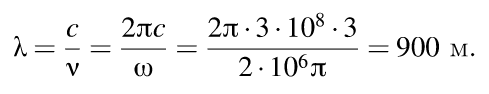 λ = c/ν = 2πc/ω = 2π · 3 · 10⁸ · 3 / 2 · 10⁶π = 900 м.